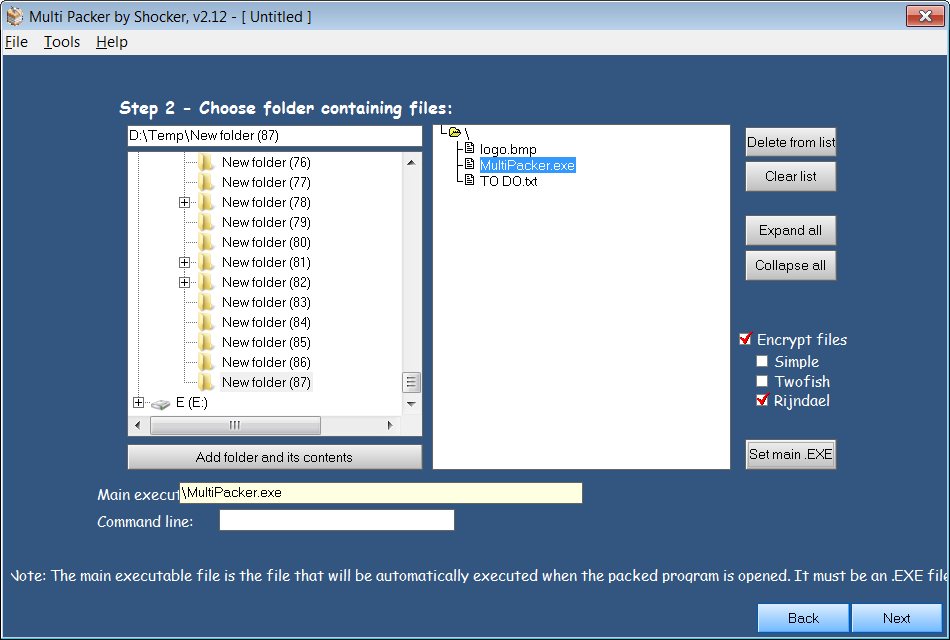 Multi Packer by Shocker, v2.12 - [ Untitled ]
File Tools Help
Step 2 - Choose folder containing files:
D:\Temp\New folder (87)
New folder (76)
New folder (77)
New folder (78)
New folder (79)
New folder (80)
New folder (81)
New folder (82)
New folder (83)
New folder (84)
New folder (85)
New folder (86)
New folder (87)
E (E:)
Add folder and its contents
\
logo.bmp
MultiPacker.exe
TO DO.txt
Delete from list
Clear list
Expand all
Collapse all
Encrypt files
Simple
Twofish
Rijndael
Set main .EXE
Main execut \MultiPacker.exe
Command line:
Note: The main executable file is the file that will be automatically executed when the packed program is opened. It must be an .EXE file
Back
Next